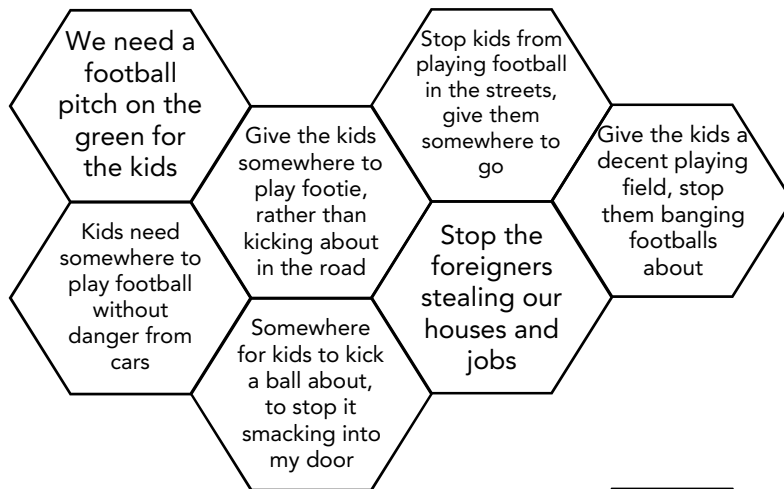 We need a
football
pitch on the
green for
the kids
Stop kids from
playing football
in the streets,
give them
somewhere to
go
Give the kids
somewhere to
play footie,
rather than
kicking about
in the road
Give the kids a
decent playing
field, stop
them banging
footballs
about
Kids need
somewhere to
play football
without
danger from
cars
Stop the
foreigners
stealing our
houses and
jobs
Somewhere
for kids to kick
a ball about,
to stop it
smacking into
my door